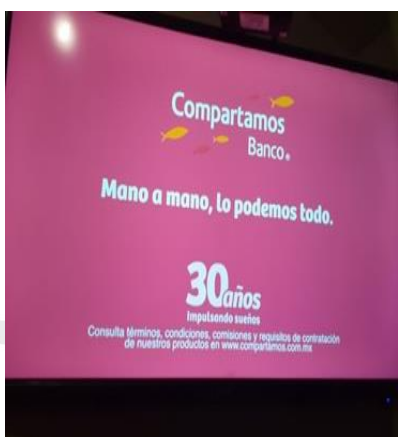 Compartamos
Banco®
Mano a mano, lo podemos todo.
30años
Impulsando sueños
Consulta términos, condiciones, comisiones y requisitos de contratación
de nuestros productos en www.compartamos.com.mx